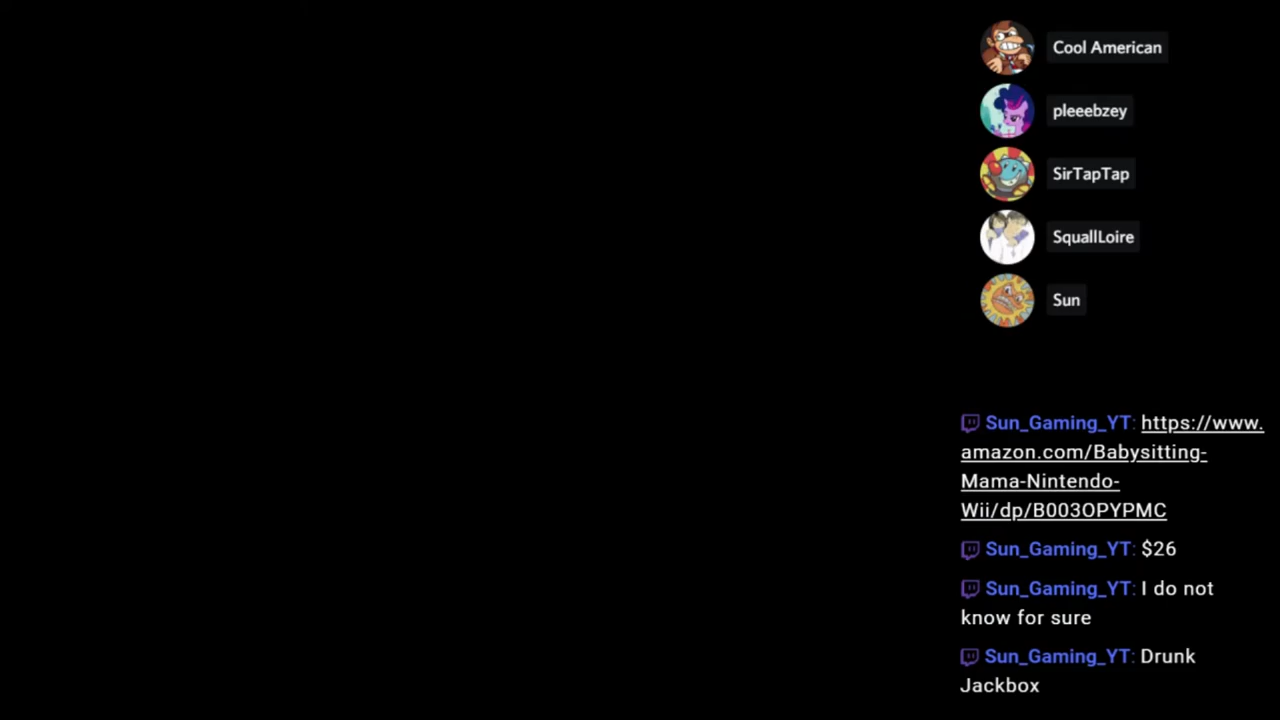 Cool American
pleeebzey
SirTapTap
SquallLoire
Sun
Sun_Gaming_YT: https://www.
amazon.com/Babysitting-
Mama-Nintendo-
Wii/dp/B003OPYPMC
Sun_Gaming_YT: $26
Sun_Gaming_YT: I do not
know for sure
Sun_Gaming_YT: Drunk
Jackbox